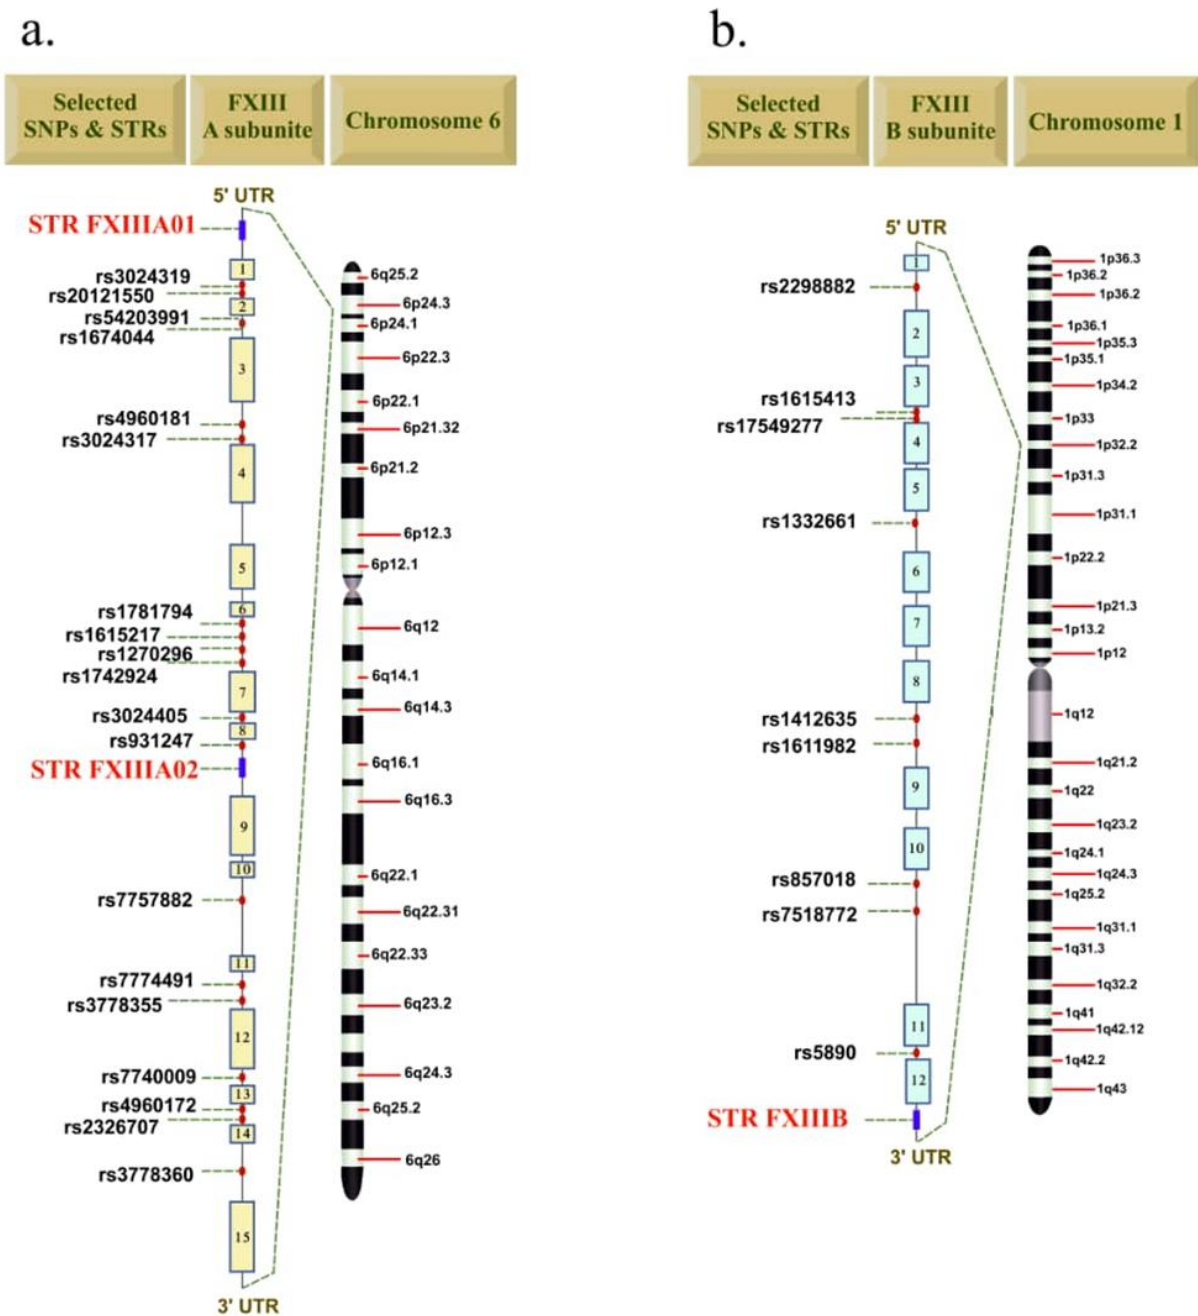 a.
Selected
SNPs & STRs
FXIII
A subunite
Chromosome 6
5' UTR
STR FXIIIA01
1
rs3024319
rs20121550
2
rs54203991
rs1674044
3
rs4960181
rs3024317
4
5
6
rs1781794
rs1615217
rs1270296
rs1742924
7
rs3024405
8
rs931247
STR FXIIIA02
9
10
rs7757882
11
rs7774491
rs3778355
12
rs7740009
13
rs4960172
rs2326707
14
rs3778360
15
3' UTR
6q25.2
6p24.3
6p24.1
6p22.3
6p22.1
6p21.32
6p21.2
6p12.3
6p12.1
6q12
6q14.1
6q14.3
6q16.1
6q16.3
6q22.1
6q22.31
6q22.33
6q23.2
6q24.3
6q25.2
6q26
b.
Selected
SNPs & STRs
FXIII
B subunite
Chromosome 1
5' UTR
1
rs2298882
2
3
rs1615413
rs17549277
4
5
rs1332661
6
7
8
rs1412635
rs1611982
9
10
rs857018
rs7518772
11
rs5890
12
STR FXIIIB
3' UTR
1p36.3
1p36.2
1p36.2
1p36.1
1p35.3
1p35.1
1p34.2
1p33
1p32.2
1p31.3
1p31.1
1p22.2
1p21.3
1p13.2
1p12
1q12
1q21.2
1q22
1q23.2
1q24.1
1q24.3
1q25.2
1q31.1
1q31.3
1q32.2
1q41
1q42.12
1q42.2
1q43